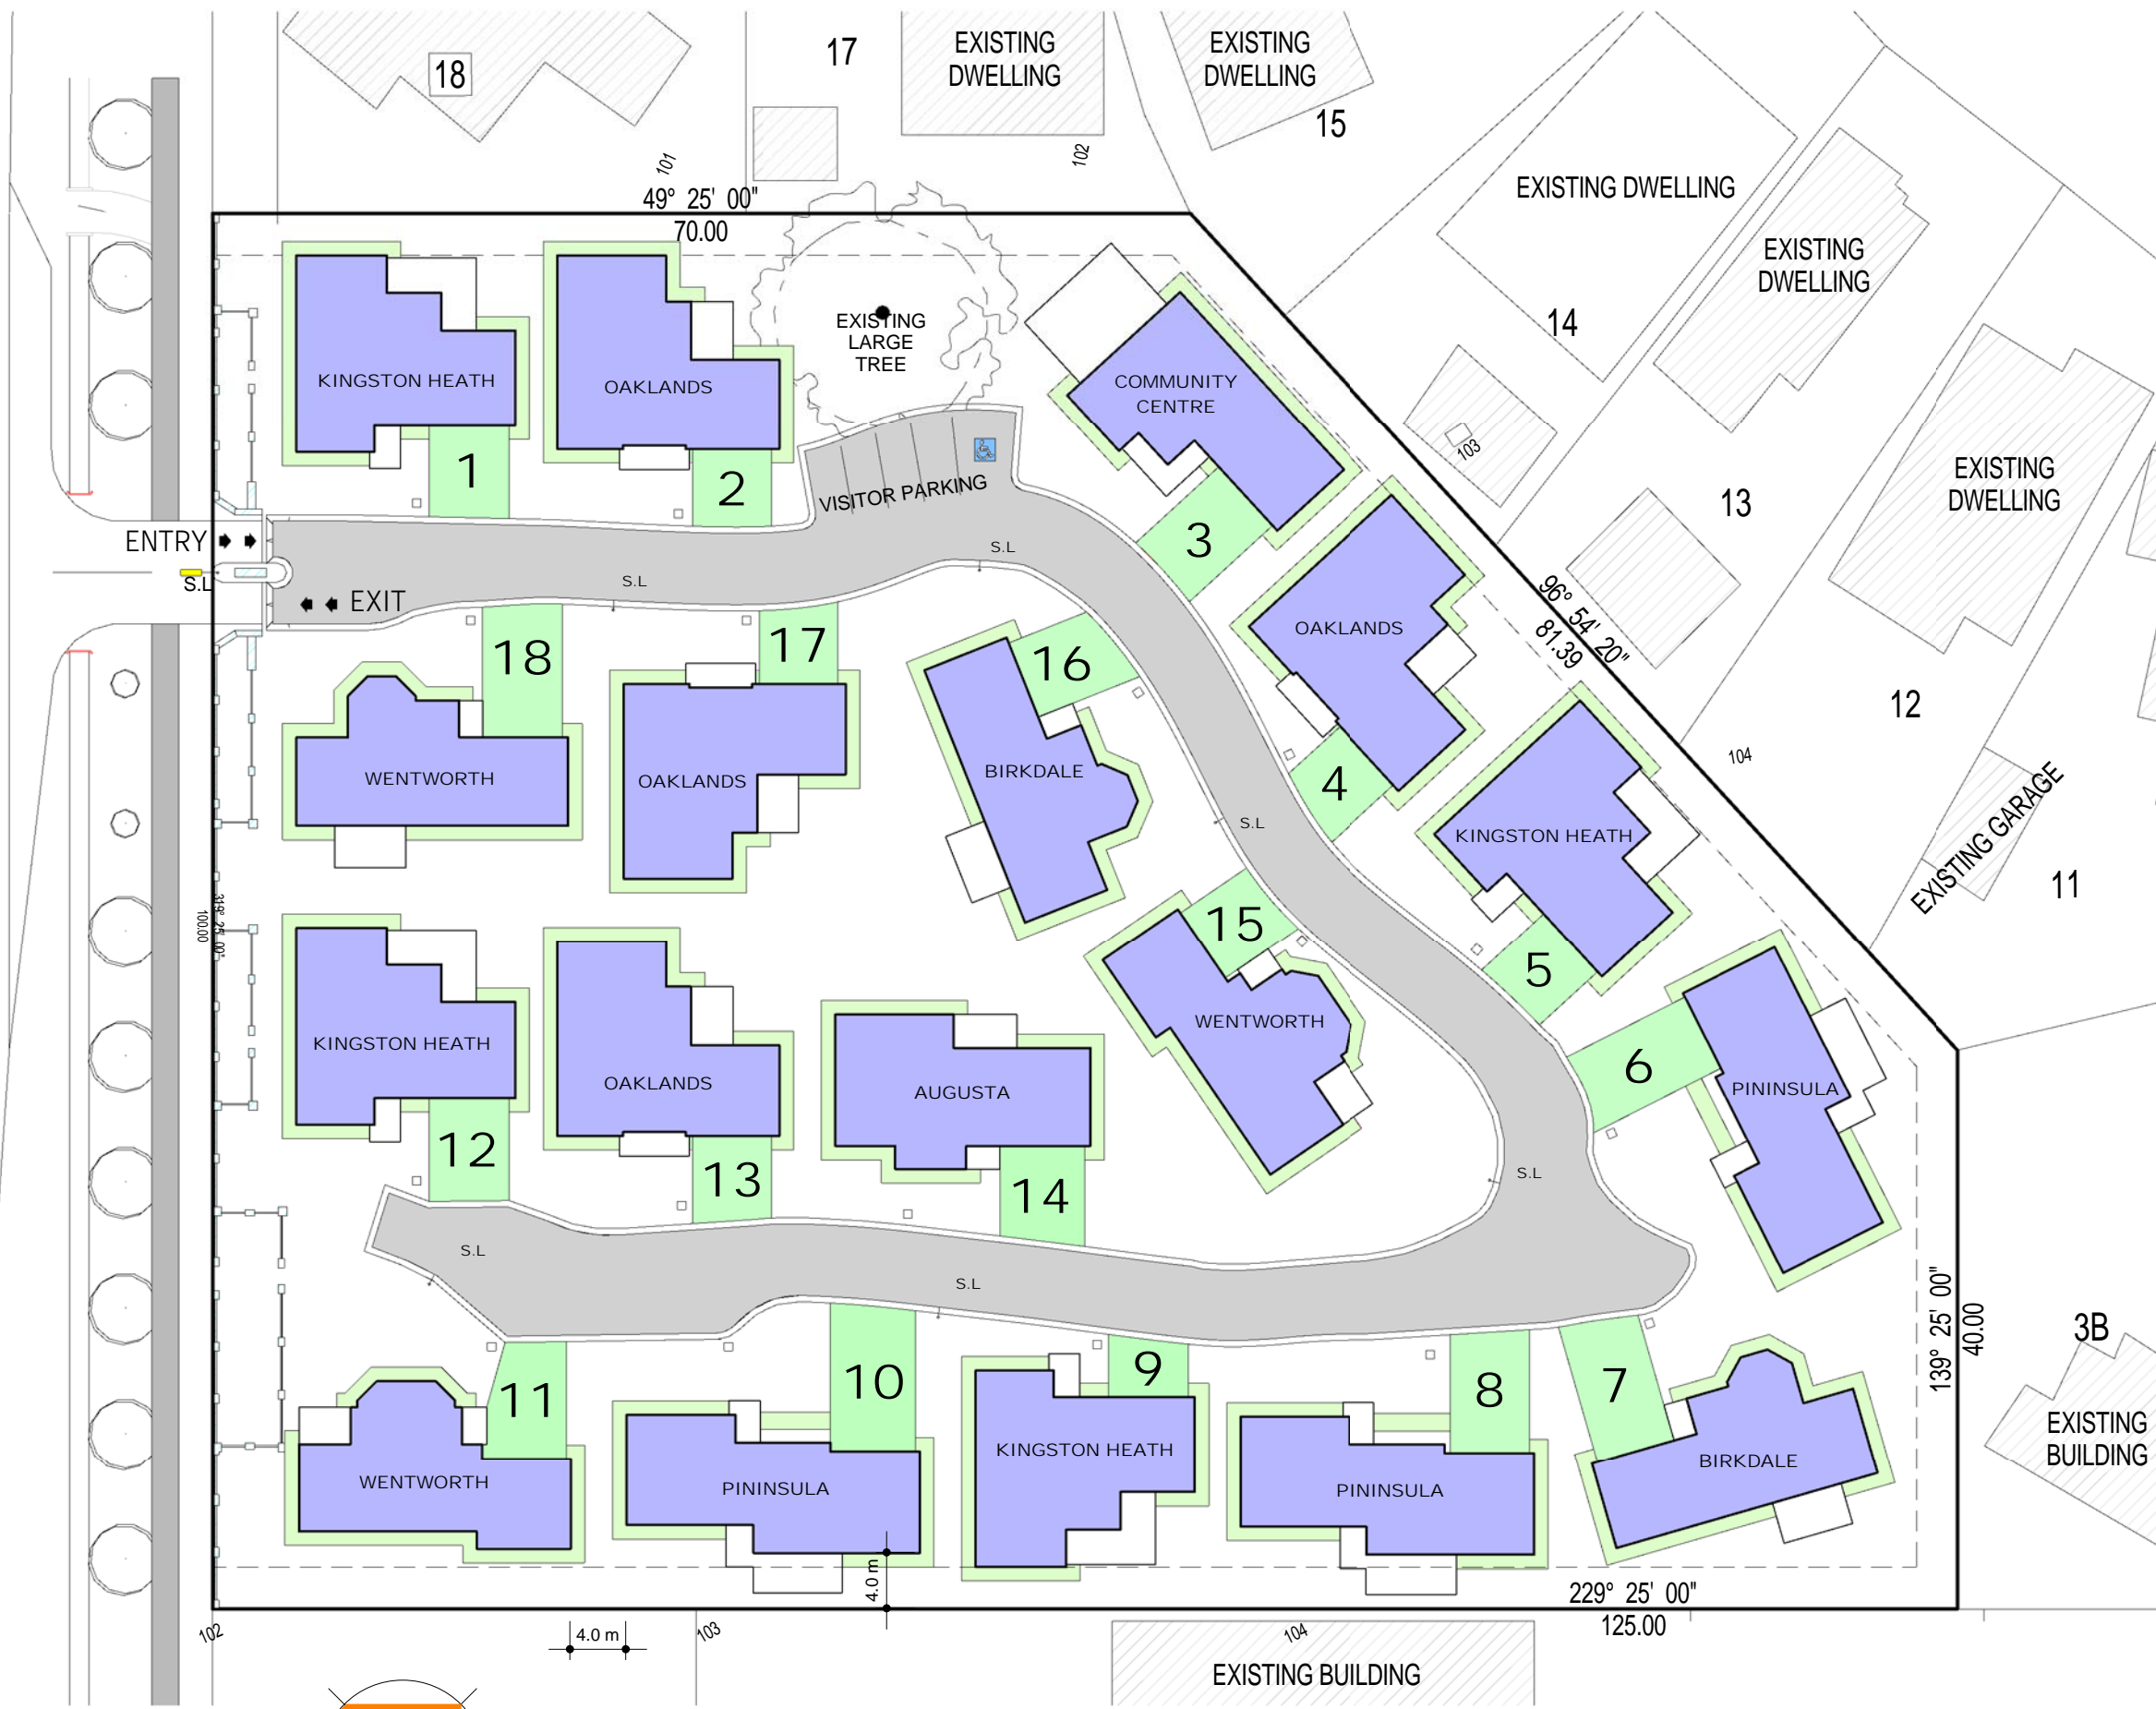 17
EXISTING
DWELLING
EXISTING
DWELLING
18
15
101
102
49° 25' 00"
70.00
EXISTING DWELLING
EXISTING
DWELLING
14
EXISTING
LARGE
TREE
KINGSTON HEATH
OAKLANDS
COMMUNITY
CENTRE
103
1
2
VISITOR PARKING
3
13
EXISTING
DWELLING
ENTRY
S.L
EXIT
S.L
S.L
96° 54' 20"
81.39
OAKLANDS
18
17
16
12
104
WENTWORTH
OAKLANDS
BIRKDALE
4
S.L
KINGSTON HEATH
EXISTING GARAGE
11
319° 25' 00"
100.00
15
5
WENTWORTH
KINGSTON HEATH
OAKLANDS
AUGUSTA
6
PININSULA
12
13
14
S.L
S.L
S.L
139° 25' 00"
40.00
3B
EXISTING
BUILDING
11
10
9
8
7
WENTWORTH
PININSULA
KINGSTON HEATH
PININSULA
BIRKDALE
4.0 m
229° 25' 00"
125.00
102
4.0 m
103
104
EXISTING BUILDING